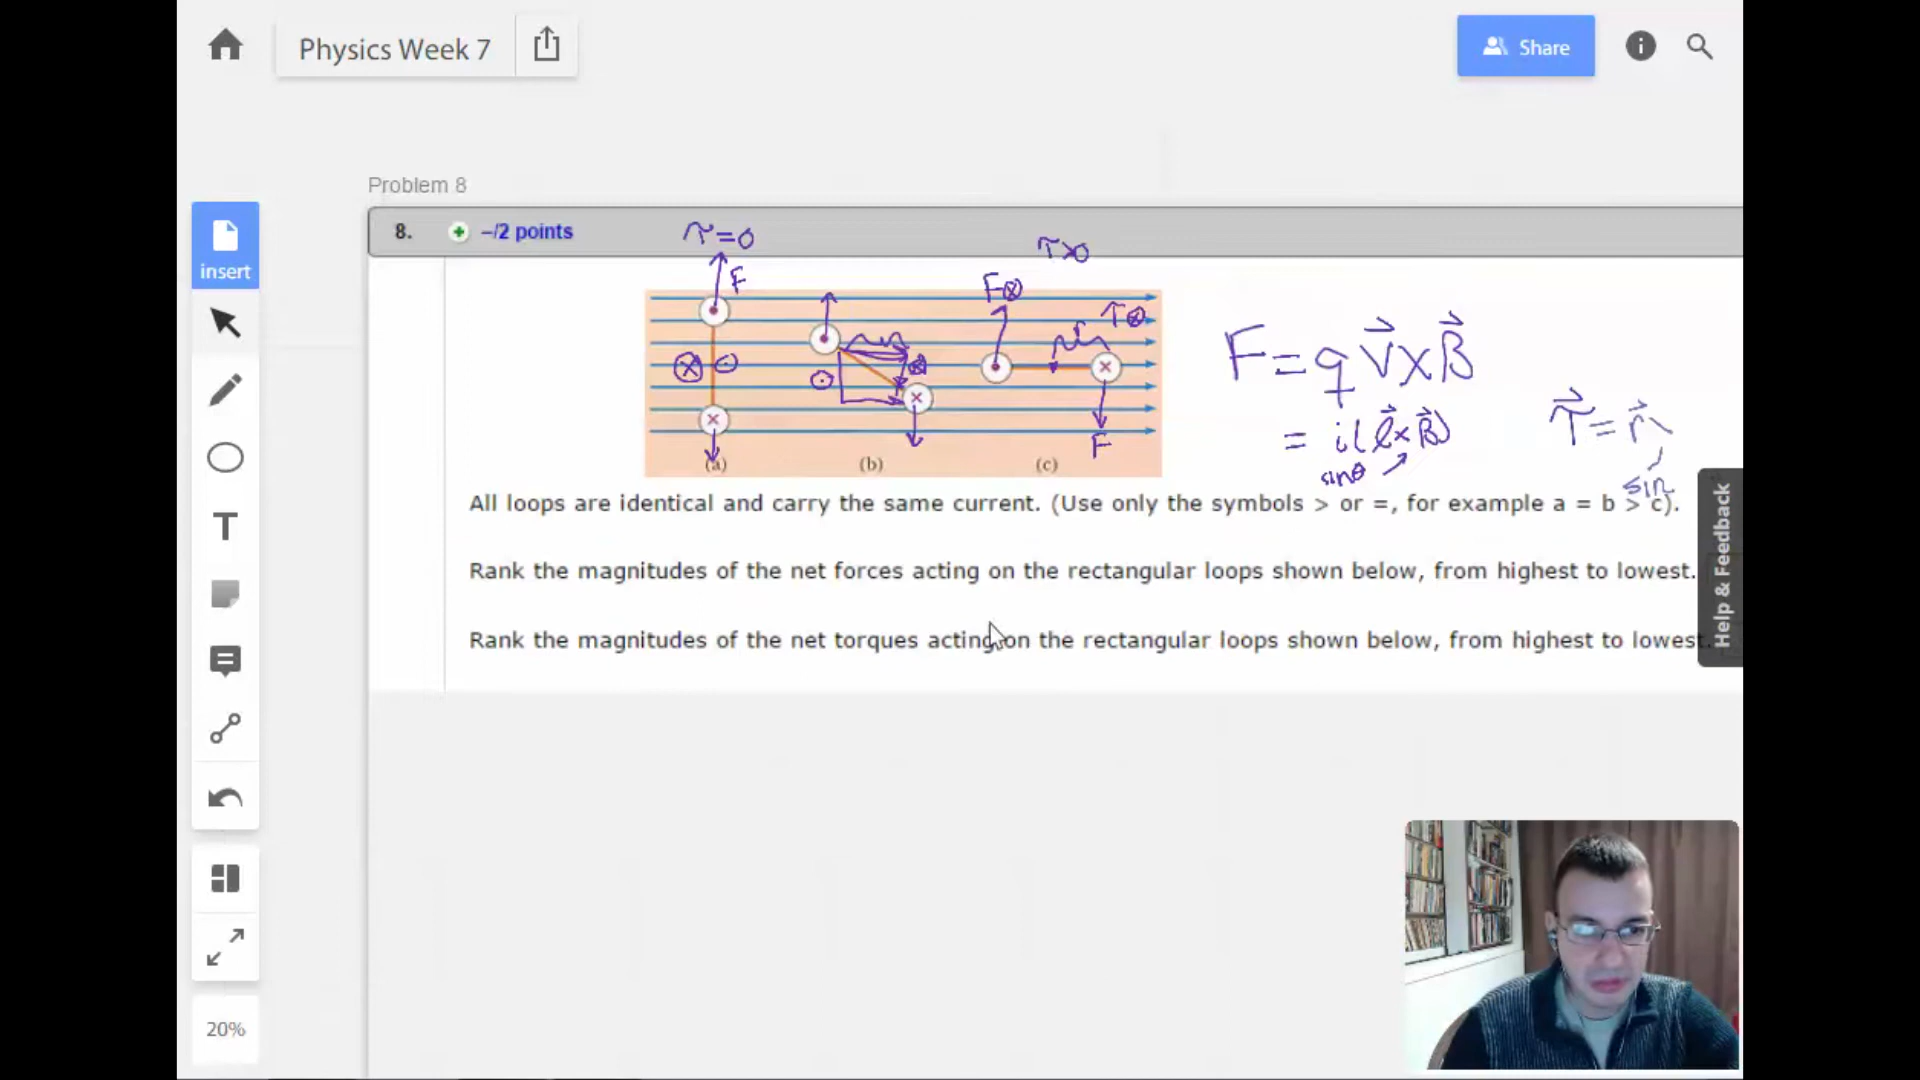 Physics Week 7
Share
insert
T
20%
Problem 8
8. -/2 points
τ=0
F
τ>0
F⊗
τ⊗
r
F
(a) (b) (c)
F = q v⃗ x B⃗
= i(l⃗ x B⃗)
sinθ
τ⃗ = r⃗ x
sin
All loops are identical and carry the same current. (Use only the symbols > or =, for example a = b > c).
Rank the magnitudes of the net forces acting on the rectangular loops shown below, from highest to lowest.
Rank the magnitudes of the net torques acting on the rectangular loops shown below, from highest to lowest.
Help & Feedback